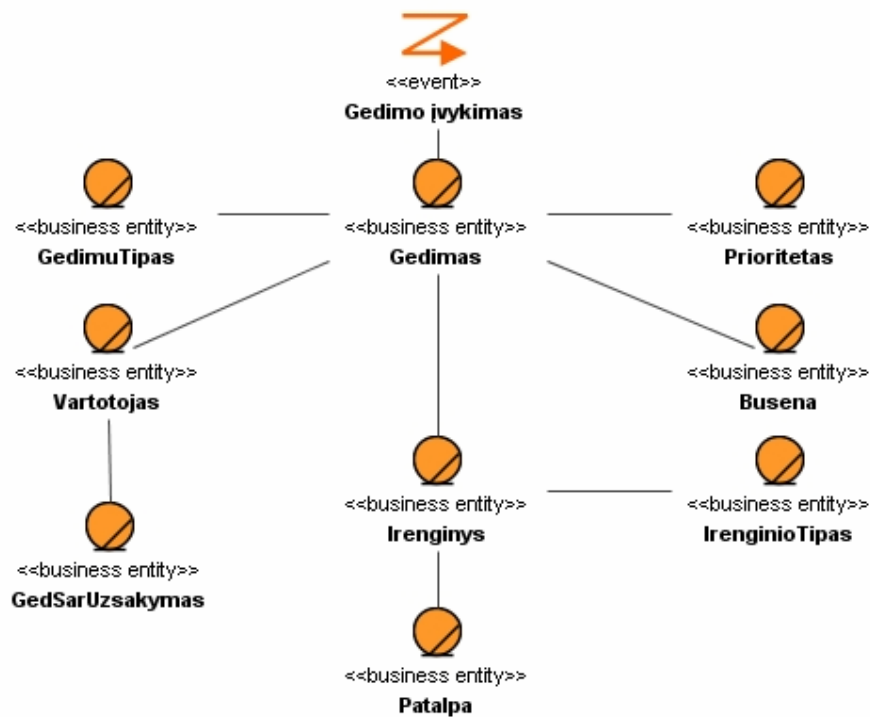 <<event>>
Gedimo įvykimas
<<business entity>>
GedimuTipas
<<business entity>>
Gedimas
<<business entity>>
Prioritetas
<<business entity>>
Vartotojas
<<business entity>>
Busena
<<business entity>>
Irenginys
<<business entity>>
IrenginioTipas
<<business entity>>
GedSarUzsakymas
<<business entity>>
Patalpa